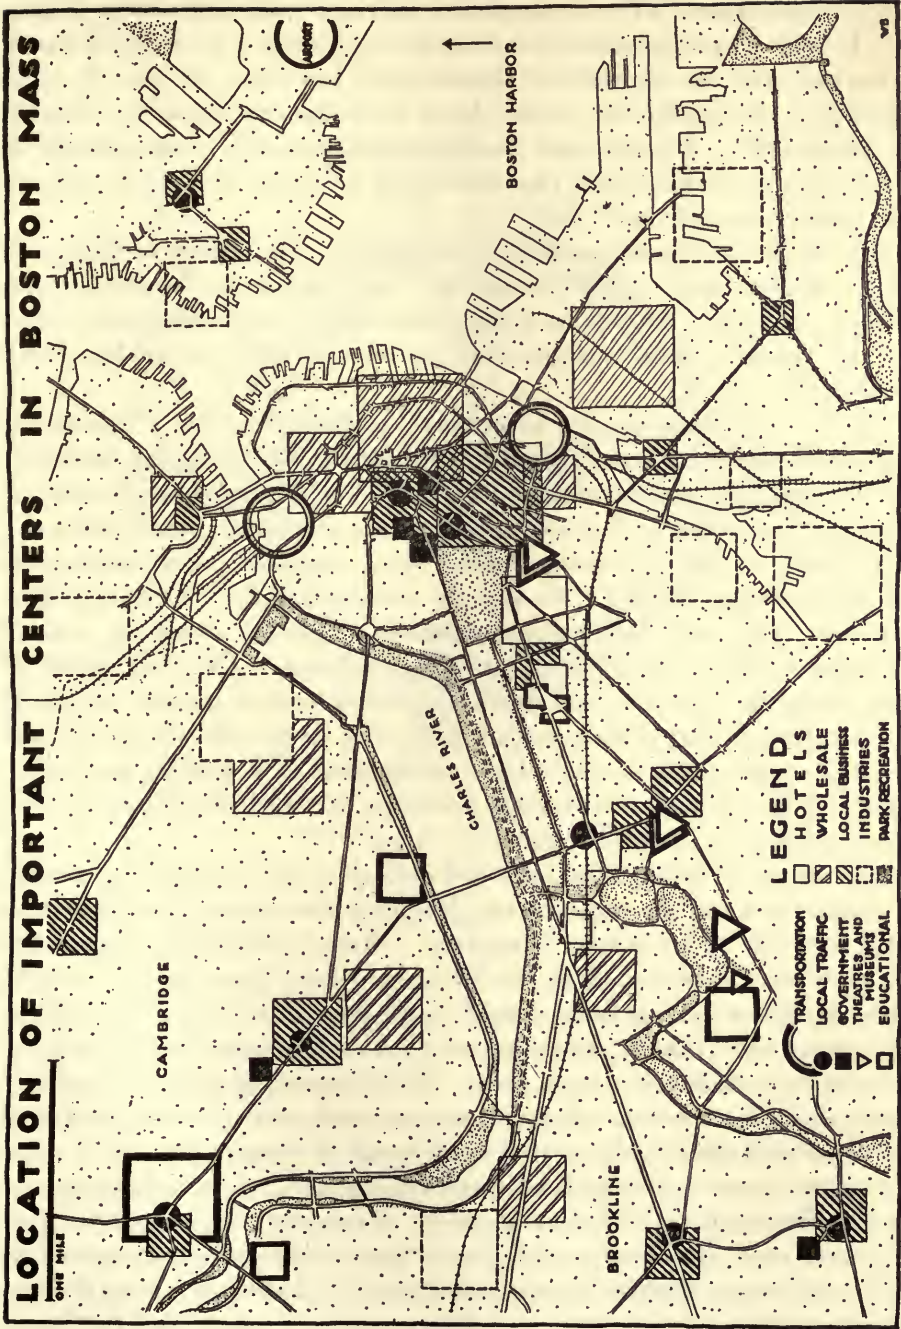 LOCATION OF IMPORTANT CENTERS IN BOSTON MASS
ONE MILE
AIRPORT
BOSTON HARBOR
CAMBRIDGE
CHARLES RIVER
BROOKLINE
LEGEND
HOTELS
WHOLESALE
LOCAL BUSINESS
INDUSTRIES
PARK RECREATION
TRANSPORTATION
LOCAL TRAFFIC
GOVERNMENT
THEATRES AND
MUSEUMS
EDUCATIONAL